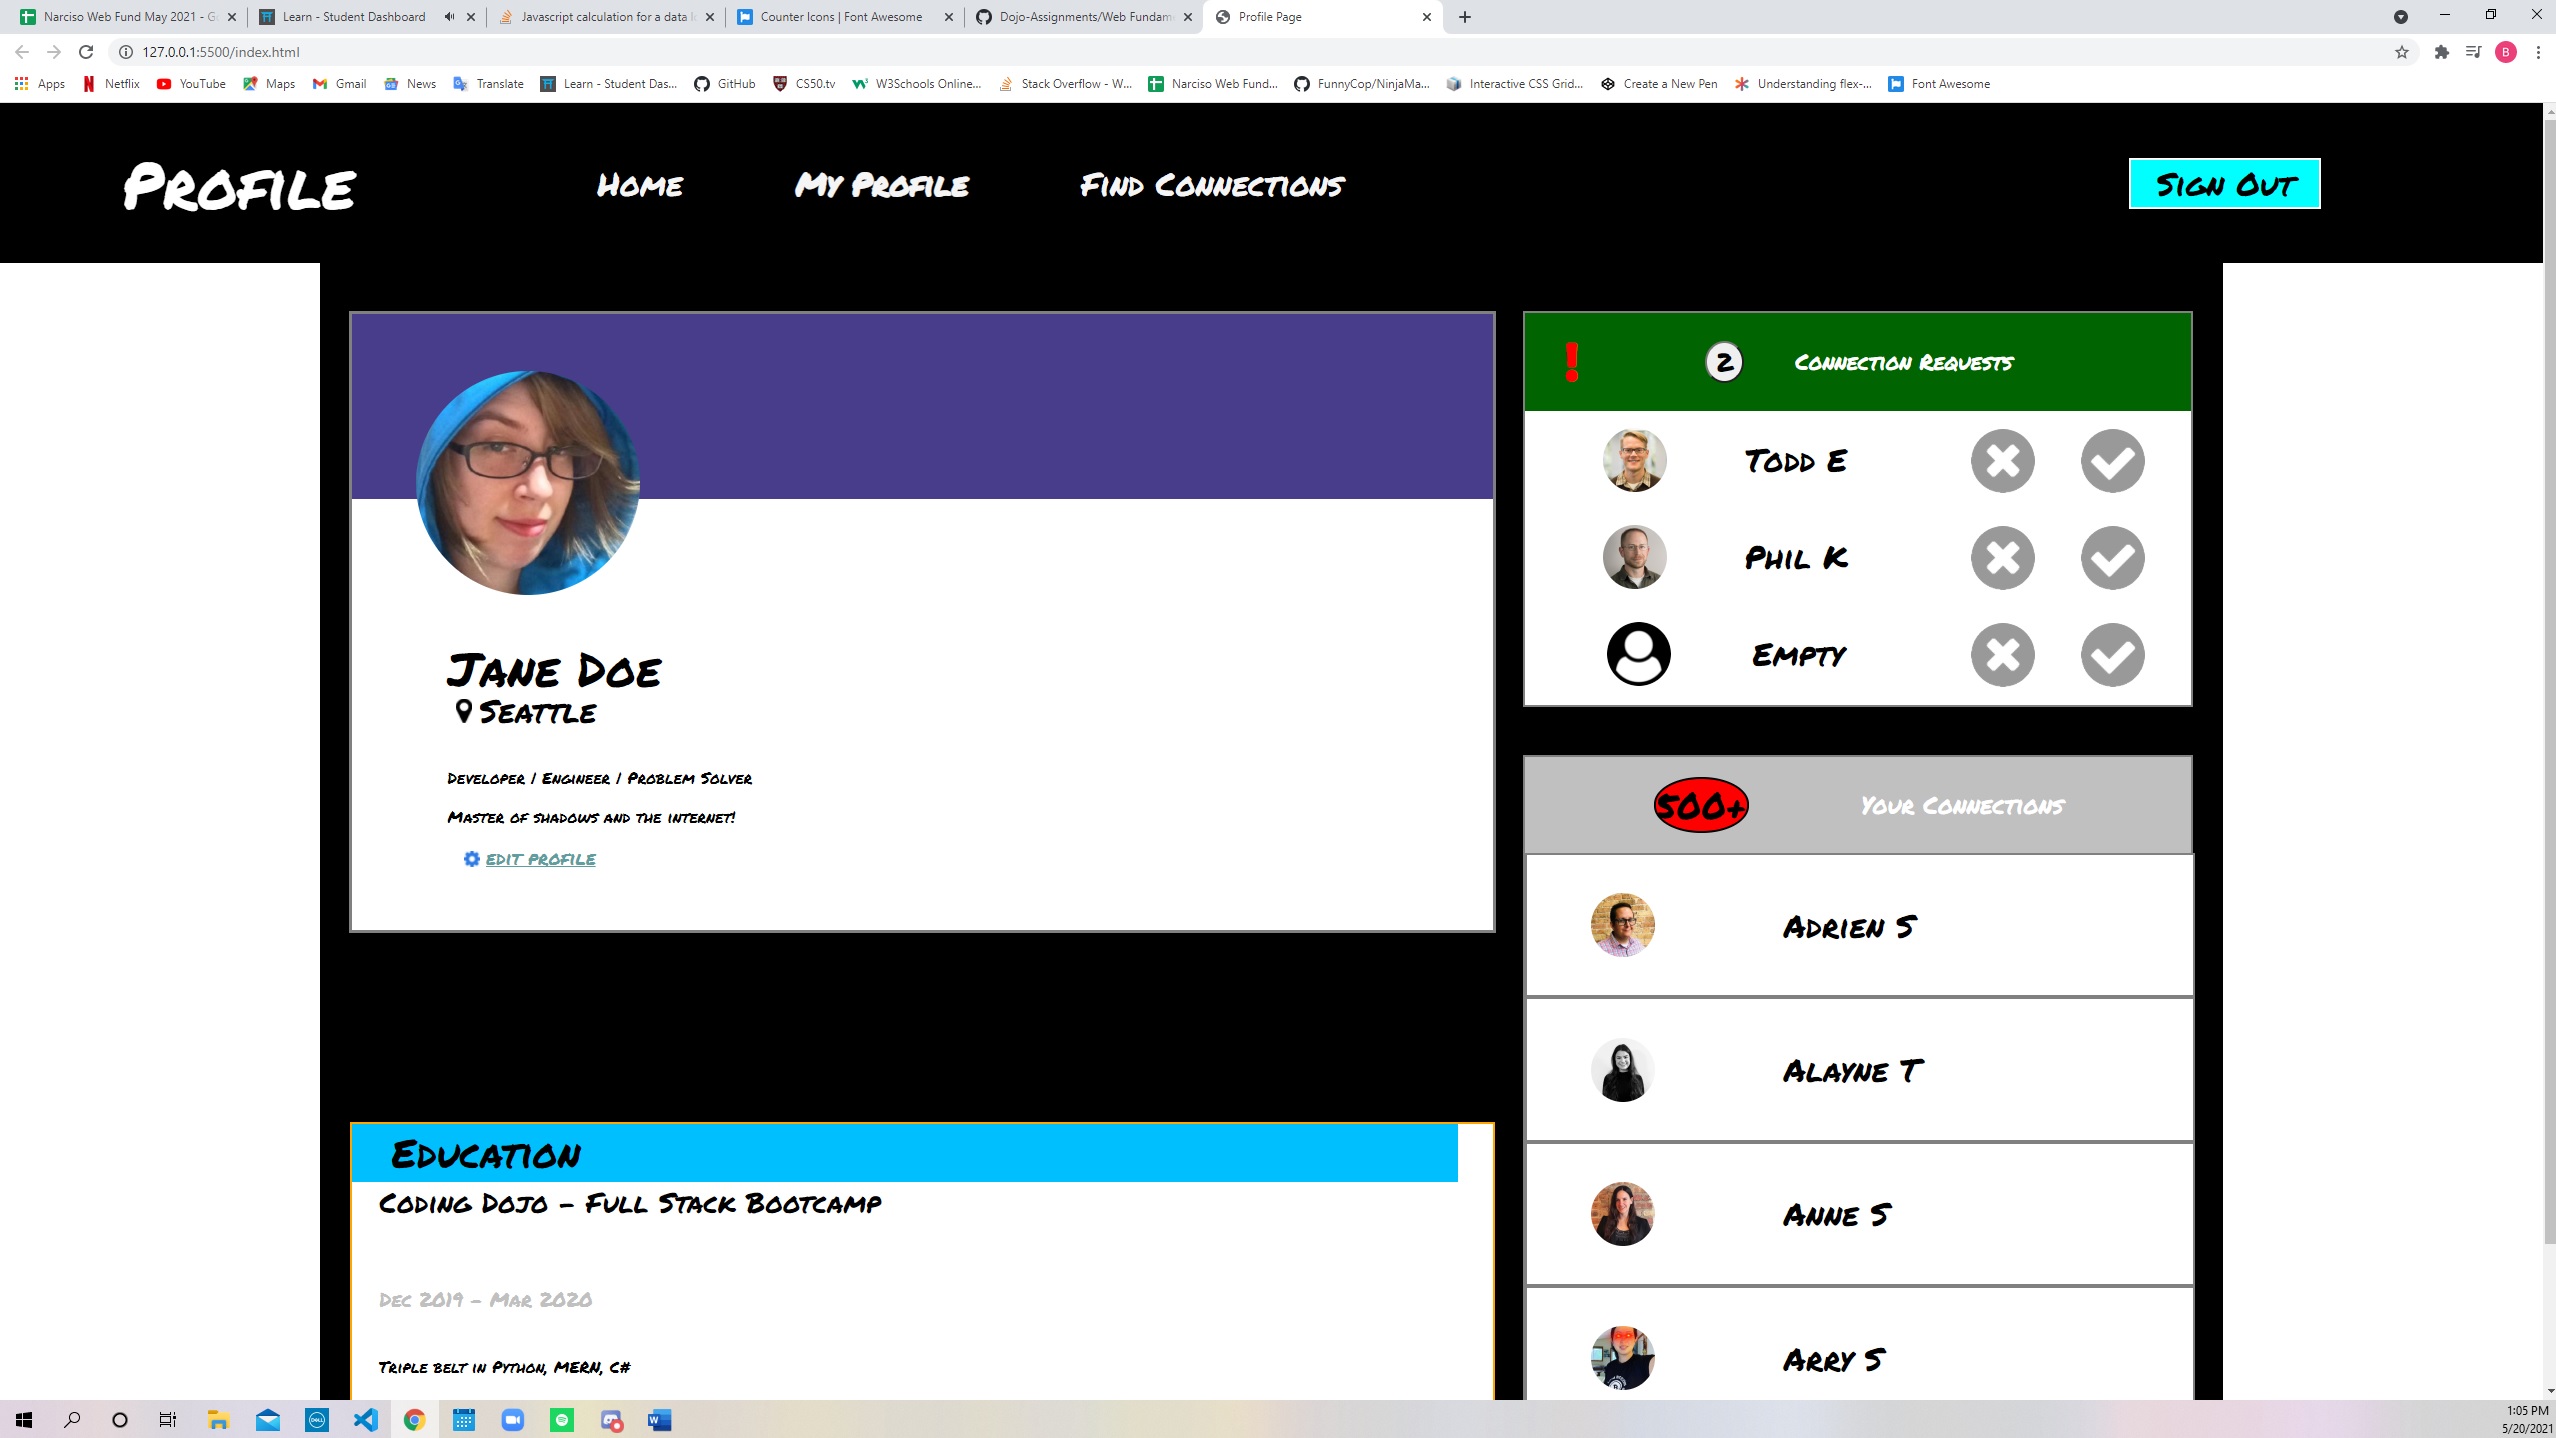 Narciso Web Fund May 2021 - G
Learn - Student Dashboard
Javascript calculation for a data
Counter Icons | Font Awesome
Dojo-Assignments/Web Fundam
Profile Page
127.0.0.1:5500/index.html
B
Apps
Netflix
YouTube
Maps
Gmail
News
Translate
Learn - Student Das...
GitHub
CS50.tv
W3Schools Online...
Stack Overflow - W...
Narciso Web Fund...
FunnyCop/NinjaMa...
Interactive CSS Grid...
Create a New Pen
Understanding flex-...
Font Awesome
Profile
Home
My Profile
Find Connections
Sign Out
! 2 Connection Requests
Todd E
Phil K
Empty
Jane Doe
Seattle
Developer | Engineer | Problem Solver
Master of shadows and the internet!
edit profile
500+ Your Connections
Adrien S
Alayne T
Anne S
Arry S
Education
Coding Dojo - Full Stack Bootcamp
Dec 2019 - Mar 2020
Triple belt in Python, MERN, C#
1:05 PM
5/20/2021